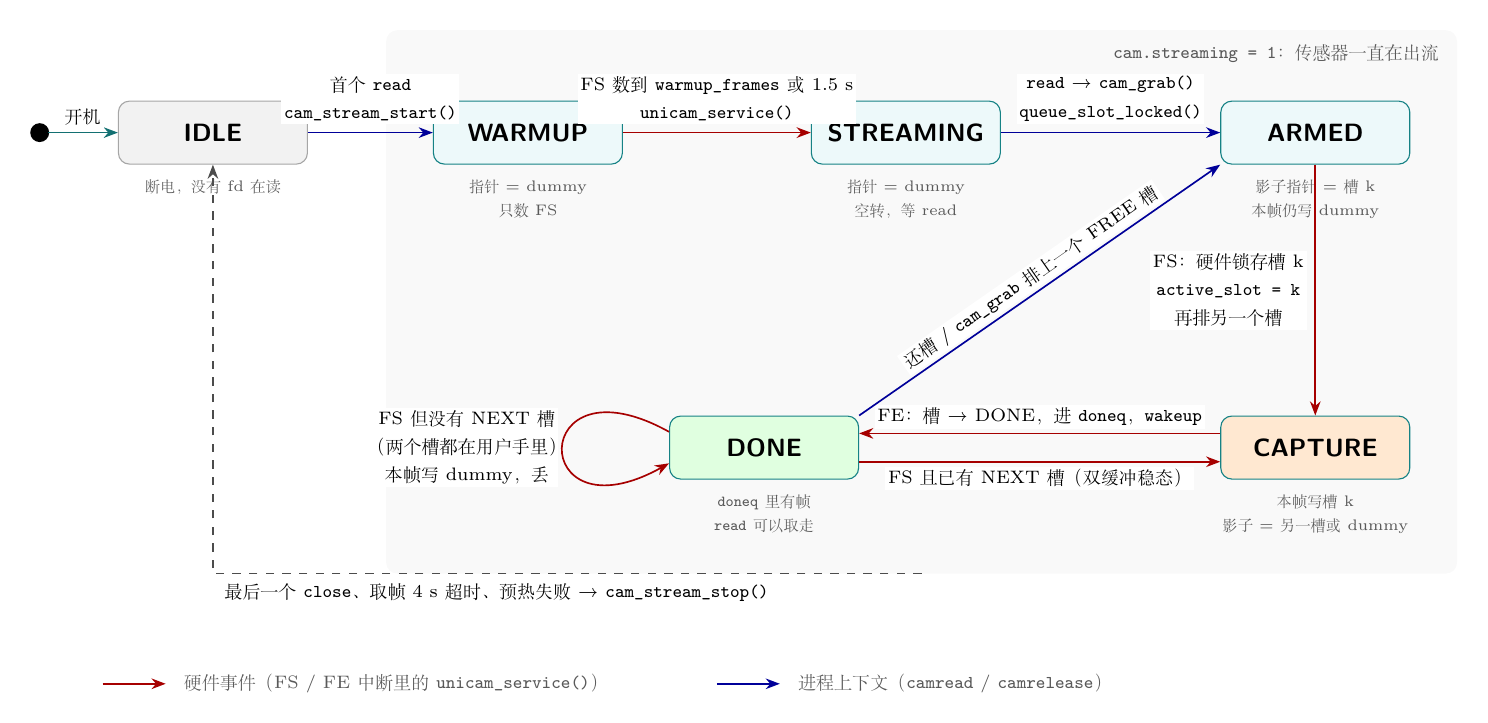 cam.streaming = 1: 传感器一直在出流
开机
IDLE
断电，没有 fd 在读
首个 read
cam_stream_start()
WARMUP
指针 = dummy
只数 FS
FS 数到 warmup_frames 或 1.5 s
unicam_service()
STREAMING
指针 = dummy
空转，等 read
read → cam_grab()
queue_slot_locked()
ARMED
影子指针 = 槽 k
本帧仍写 dummy
还槽 / cam_grab 排上一个 FREE 槽
FS：硬件锁存槽 k
active_slot = k
再排另一个槽
FS 但没有 NEXT 槽
（两个槽都在用户手里）
本帧写 dummy，丢
DONE
doneq 里有帧
read 可以取走
FE：槽 → DONE，进 doneq，wakeup
FS 且已有 NEXT 槽（双缓冲稳态）
CAPTURE
本帧写槽 k
影子 = 另一槽或 dummy
最后一个 close、取帧 4 s 超时、预热失败 → cam_stream_stop()
硬件事件（FS / FE 中断里的 unicam_service()）
进程上下文（camread / camrelease）